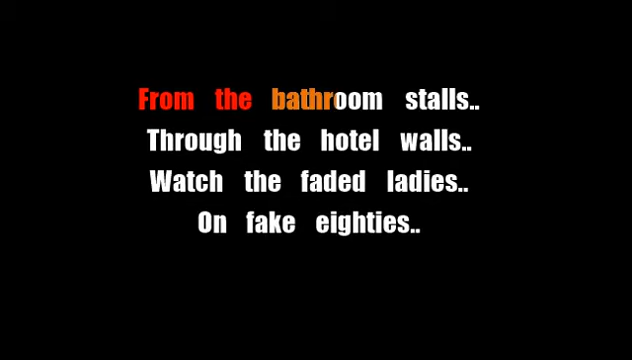 From the bathroom stalls..
Through the hotel walls..
Watch the faded ladies..
On fake eighties..